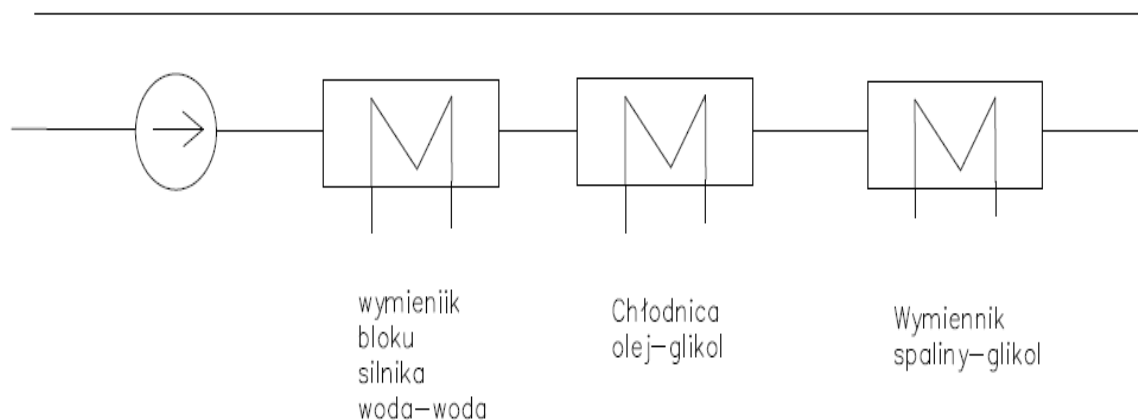 wymieniik
bloku
silnika
woda-woda
Chłodnica
olej-glikol
Wymiennik
spaliny-glikol